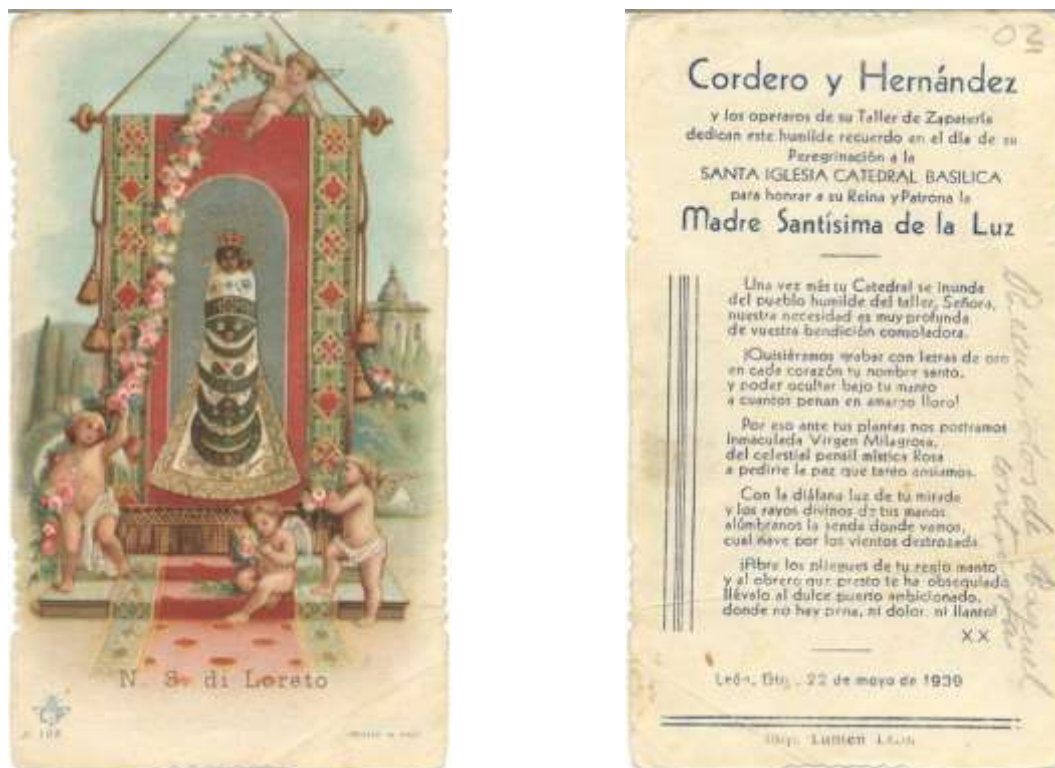 N. S. di Loreto
Cordero y Hernández
y los operaros de su Taller de Zapatería
dedican este humilde recuerdo en el día de su
Peregrinación a la
SANTA IGLESIA CATEDRAL BASILICA
para honrar a su Reina y Patrona la
Madre Santísima de la Luz
Una vez más tu Catedral se inunda
del pueblo humilde del taller, Señora,
nuestra necesidad es muy profunda
de vuestra bendición consoladora.
¡Quisiéramos grabar con letras de oro
en cada corazón tu nombre santo,
y poder ocultar bajo tu manto
a cuantos penan en amargo lloro!
Por eso ante tus plantas nos postramos
Inmaculada Virgen Milagrosa,
del celestial pensil mística Rosa
a pedirte la paz que tanto ansiamos.
Con la diáfana luz de tu mirada
y los rayos divinos de tus manos
alúmbranos la senda donde vamos,
cual nave por los vientos destrozada.
¡Abre los pliegues de tu regio manto
y al obrero que presto te ha obsequiado
llévalo al dulce puerto ambicionado,
donde no hay pena, ni dolor, ni llanto!
XX
León, Gto., 22 de mayo de 1939
Imp. Lumen León